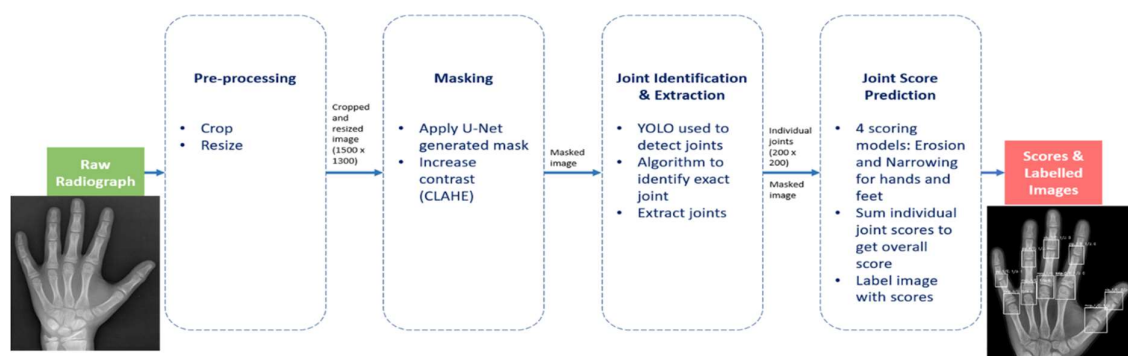 Raw
Radiograph
Pre-processing
• Crop
• Resize
Cropped
and
resized
image
(1500 x
1300)
Masking
• Apply U-Net
generated mask
• Increase
contrast
(CLAHE)
Masked
image
Joint Identification
& Extraction
• YOLO used to
detect joints
• Algorithm to
identify exact
joint
• Extract joints
Individual
joints
(200 x
200)
Masked
image
Joint Score
Prediction
• 4 scoring
models: Erosion
and Narrowing
for hands and
feet
• Sum individual
joint scores to
get overall
score
• Label image
with scores
Scores &
Labelled
Images